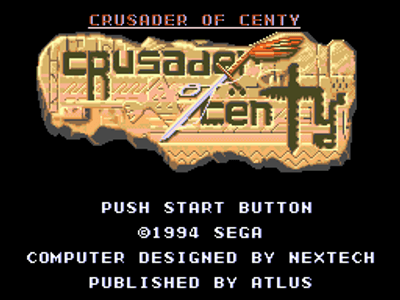 CRUSADER OF CENTY
Crusader
of
Centy
PUSH START BUTTON
©1994 SEGA
COMPUTER DESIGNED BY NEXTECH
PUBLISHED BY ATLUS